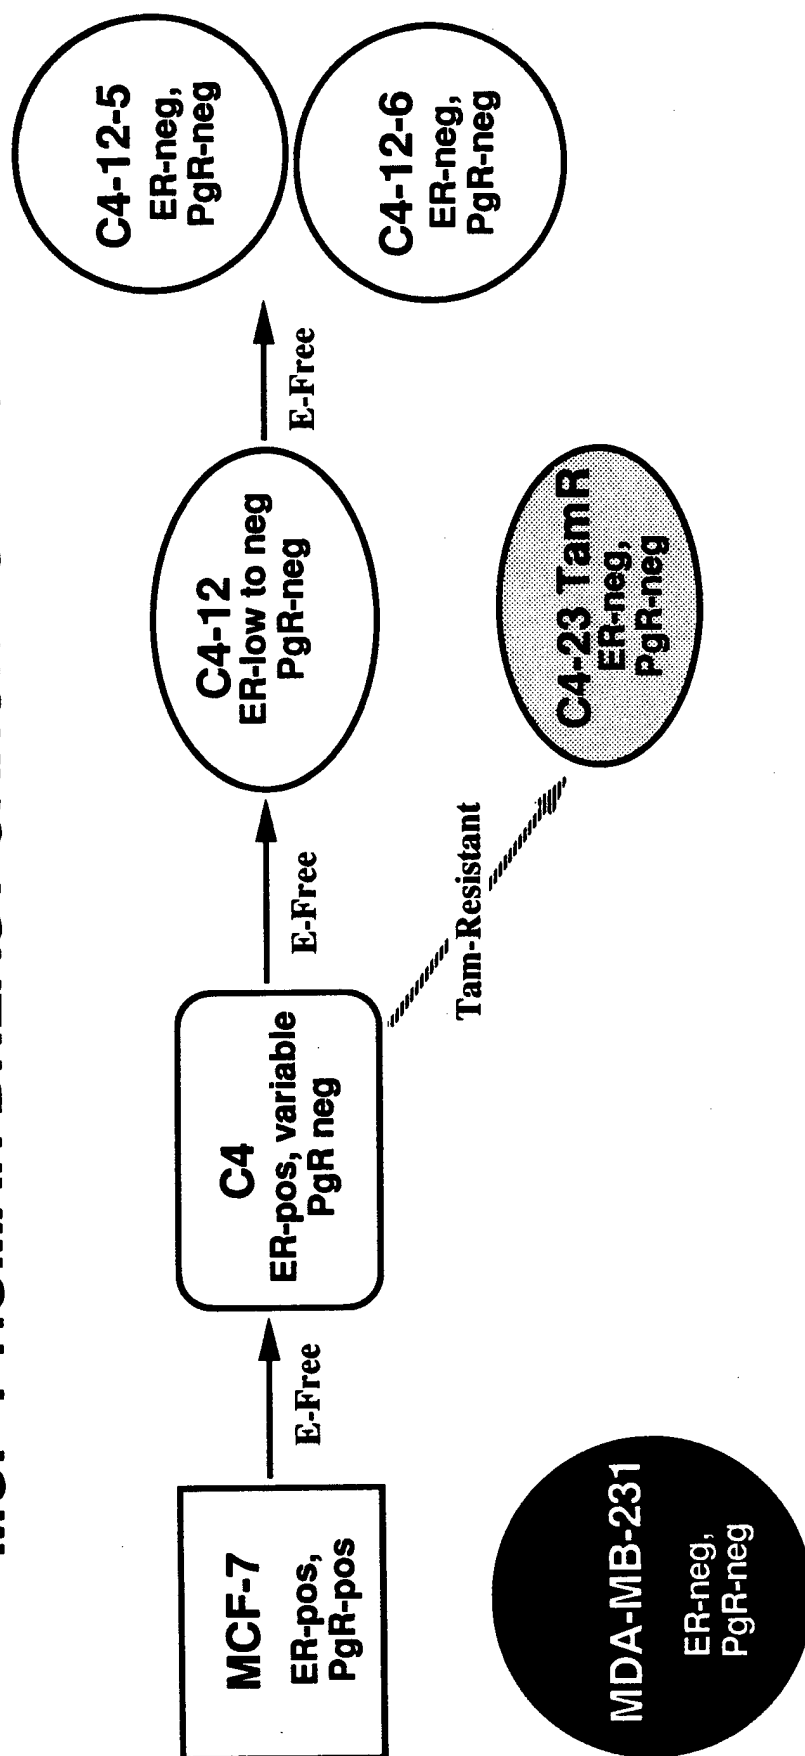 MCF-7
ER-pos,
PgR-pos
E-Free
C4
ER-pos, variable
PgR neg
E-Free
C4-12
ER-low to neg
PgR-neg
E-Free
C4-12-5
ER-neg,
PgR-neg
C4-12-6
ER-neg,
PgR-neg
Tam-Resistant
C4-23 TamR
ER-neg,
PgR-neg
MDA-MB-231
ER-neg,
PgR-neg